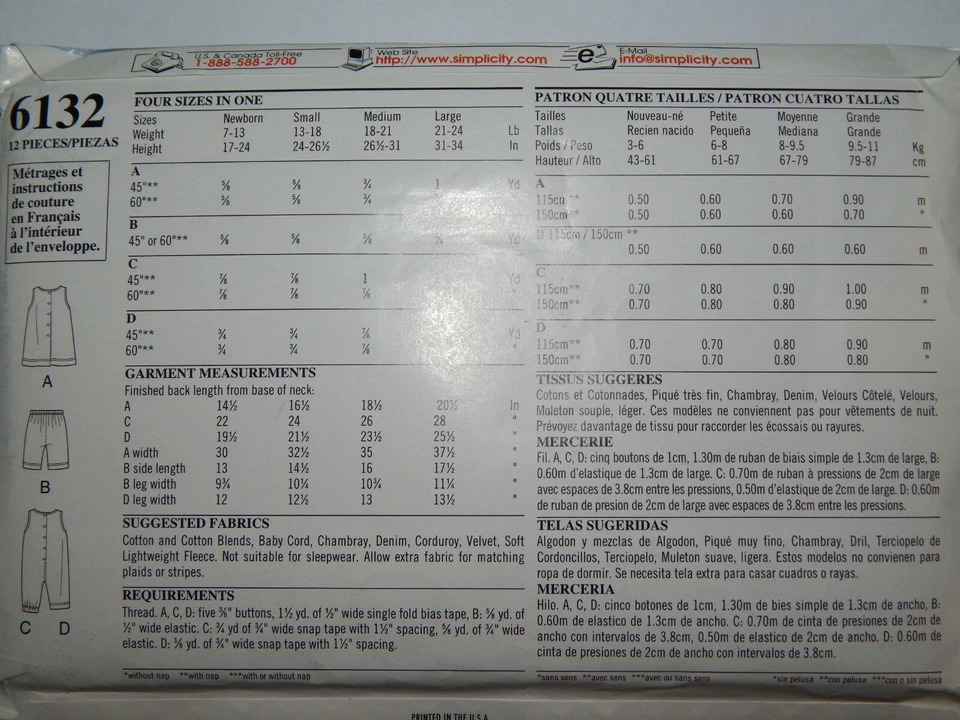 U.S. & Canada Toll-Free
1-888-588-2700
Web Site
http://www.simplicity.com
E-Mail
info@simplicity.com
6132
12 PIECES/PIEZAS
Métrages et
instructions
de couture
en Français
à l'intérieur
de l'enveloppe.
A
B
C D
FOUR SIZES IN ONE
Sizes Newborn Small Medium Large
Weight 7-13 13-18 18-21 21-24 Lb
Height 17-24 24-26½ 26½-31 31-34 In
A
45"** ⅝ ⅝ ¾ 1 Yd
60"** ⅝ ⅝ ¾ "
B
45" or 60"** ⅝ ⅝ ⅝ Yd
C
45"** ⅞ ⅞ 1 Yd
60"** ⅞ ⅞ ⅞ "
D
45"** ¾ ¾ ⅞ Yd
60"** ¾ ¾ ⅞ "
GARMENT MEASUREMENTS
Finished back length from base of neck:
A 14½ 16½ 18½ 20½ In
C 22 24 26 28 "
D 19½ 21½ 23½ 25½ "
A width 30 32½ 35 37½ "
B side length 13 14½ 16 17½ "
B leg width 9¾ 10¼ 10¾ 11¼ "
D leg width 12 12½ 13 13½ "
SUGGESTED FABRICS
Cotton and Cotton Blends, Baby Cord, Chambray, Denim, Corduroy, Velvet, Soft
Lightweight Fleece. Not suitable for sleepwear. Allow extra fabric for matching
plaids or stripes.
REQUIREMENTS
Thread. A, C, D: five ⅜" buttons, 1½ yd. of ½" wide single fold bias tape, B: ⅝ yd. of
½" wide elastic. C: ¾ yd of ¾" wide snap tape with 1½" spacing, ⅝ yd. of ¾" wide
elastic. D: ⅝ yd. of ¾" wide snap tape with 1½" spacing.
*without nap **with nap ***with or without nap
PATRON QUATRE TAILLES / PATRON CUATRO TALLAS
Tailles Nouveau-né Petite Moyenne Grande
Tallas Recien nacido Pequeña Mediana Grande
Poids / Peso 3-6 6-8 8-9.5 9.5-11 Kg
Hauteur / Alto 43-61 61-67 67-79 79-87 cm
A
115cm** 0.50 0.60 0.70 0.90 m
150cm** 0.50 0.60 0.60 0.70 "
B 115cm / 150cm **
0.50 0.60 0.60 0.60 m
C
115cm** 0.70 0.80 0.90 1.00 m
150cm** 0.70 0.80 0.80 0.90 "
D
115cm** 0.70 0.70 0.80 0.90 m
150cm** 0.70 0.70 0.80 0.80 "
TISSUS SUGGERES
Cotons et Cotonnades, Piqué très fin, Chambray, Denim, Velours Côtelé, Velours,
Moleton souple, léger. Ces modèles ne conviennent pas pour vêtements de nuit.
Prévoyez davantage de tissu pour raccorder les écossais ou rayures.
MERCERIE
Fil. A, C, D: cinq boutons de 1cm, 1.30m de ruban de biais simple de 1.3cm de large, B:
0.60m d'elastique de 1.3cm de large. C: 0.70m de ruban à pressions de 2cm de large
avec espaces de 3.8cm entre les pressions, 0.50m d'elastique de 2cm de large. D: 0.60m
de ruban de presion de 2cm de large avec espaces de 3.8cm entre les pressions.
TELAS SUGERIDAS
Algodon y mezclas de Algodon, Piqué muy fino, Chambray, Dril, Terciopelo de
Cordoncillos, Terciopelo, Muleton suave, ligera. Estos modelos no convienen para
ropa de dormir. Se necesita tela extra para casar cuadros o rayas.
MERCERIA
Hilo. A, C, D: cinco botones de 1cm, 1.30m de bies simple de 1.3cm de ancho, B:
0.60m de elastico de 1.3cm de ancho. C: 0.70m de cinta de presiones de 2cm de
ancho con intervalos de 3.8cm, 0.50m de elastico de 2cm de ancho. D: 0.60m de
cinta de presiones de 2cm de ancho con intervalos de 3.8cm.
*sans sens **avec sens ***avec ou sans sens *sin pelusa **con pelusa ***con o sin pelusa
PRINTED IN THE U.S.A.